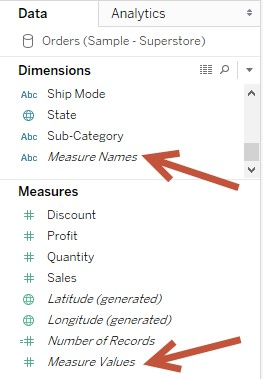 Data Analytics
Orders (Sample - Superstore)
Dimensions
Abc Ship Mode
State
Abc Sub-Category
Abc Measure Names
Measures
# Discount
# Profit
# Quantity
# Sales
Latitude (generated)
Longitude (generated)
=# Number of Records
# Measure Values